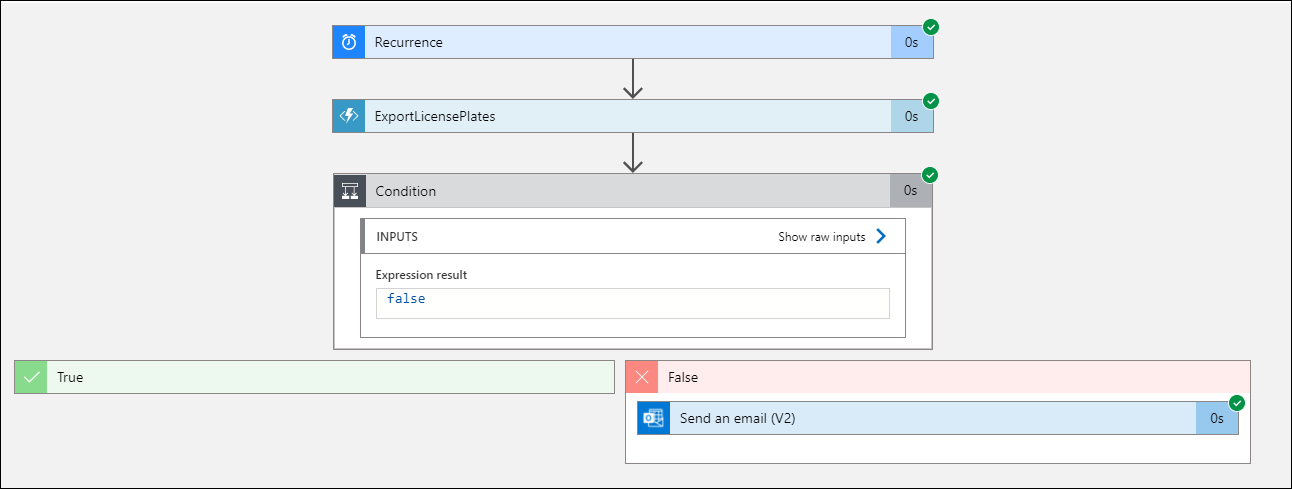 Recurrence 0s
ExportLicensePlates 0s
Condition 0s
INPUTS Show raw inputs
Expression result
false
True
False
Send an email (V2) 0s